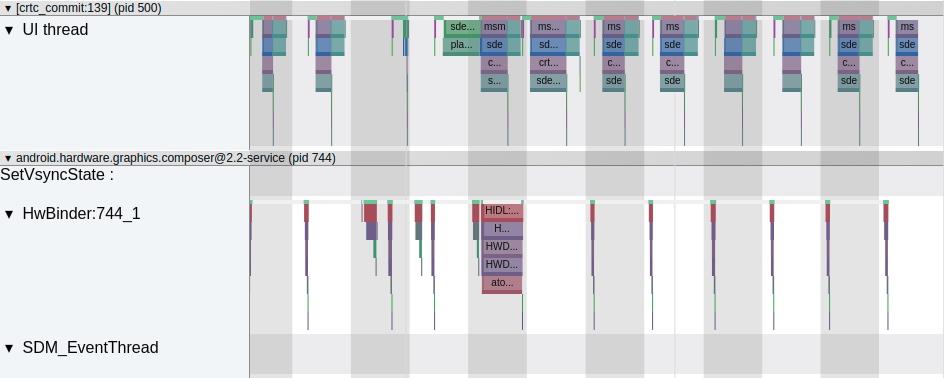 ▼ [crtc_commit:139] (pid 500)
▼ UI thread
sde... msm ms... ms ms ms ms
pla... sde sd... sde sde sde sde
c... crt... c... c... c... c...
s... sde... sde sde sde sde
▼ android.hardware.graphics.composer@2.2-service (pid 744)
SetVsyncState :
▼ HwBinder:744_1
HIDL:...
H...
HWD...
HWD...
ato...
▼ SDM_EventThread